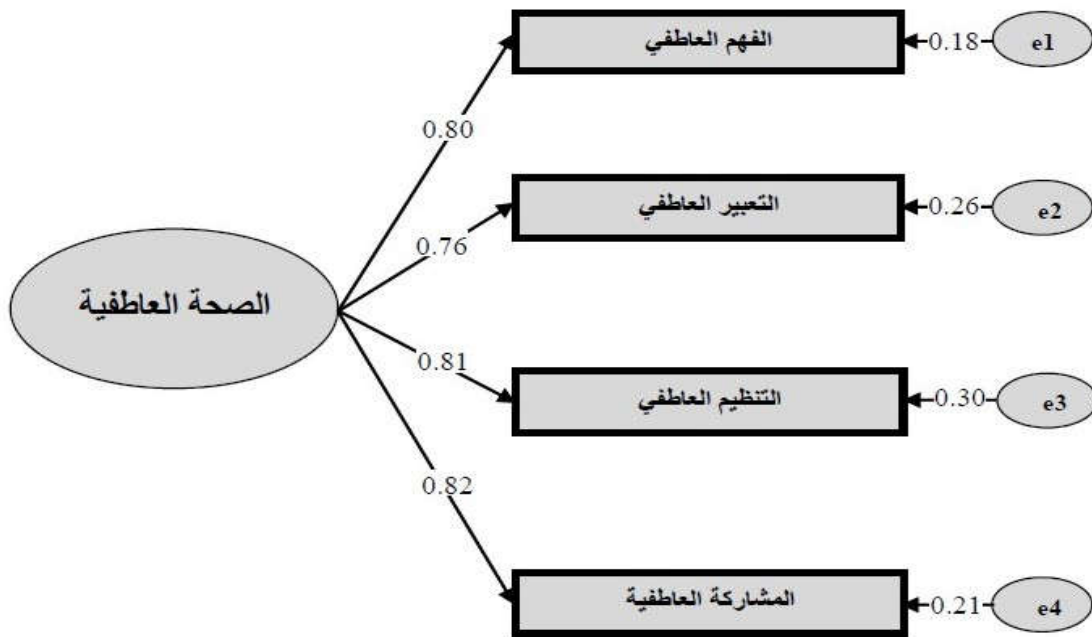 الفهم العاطفي
0.18
e1
0.80
التعبير العاطفي
0.26
e2
0.76
الصحة العاطفية
0.81
التنظيم العاطفي
0.30
e3
0.82
المشاركة العاطفية
0.21
e4